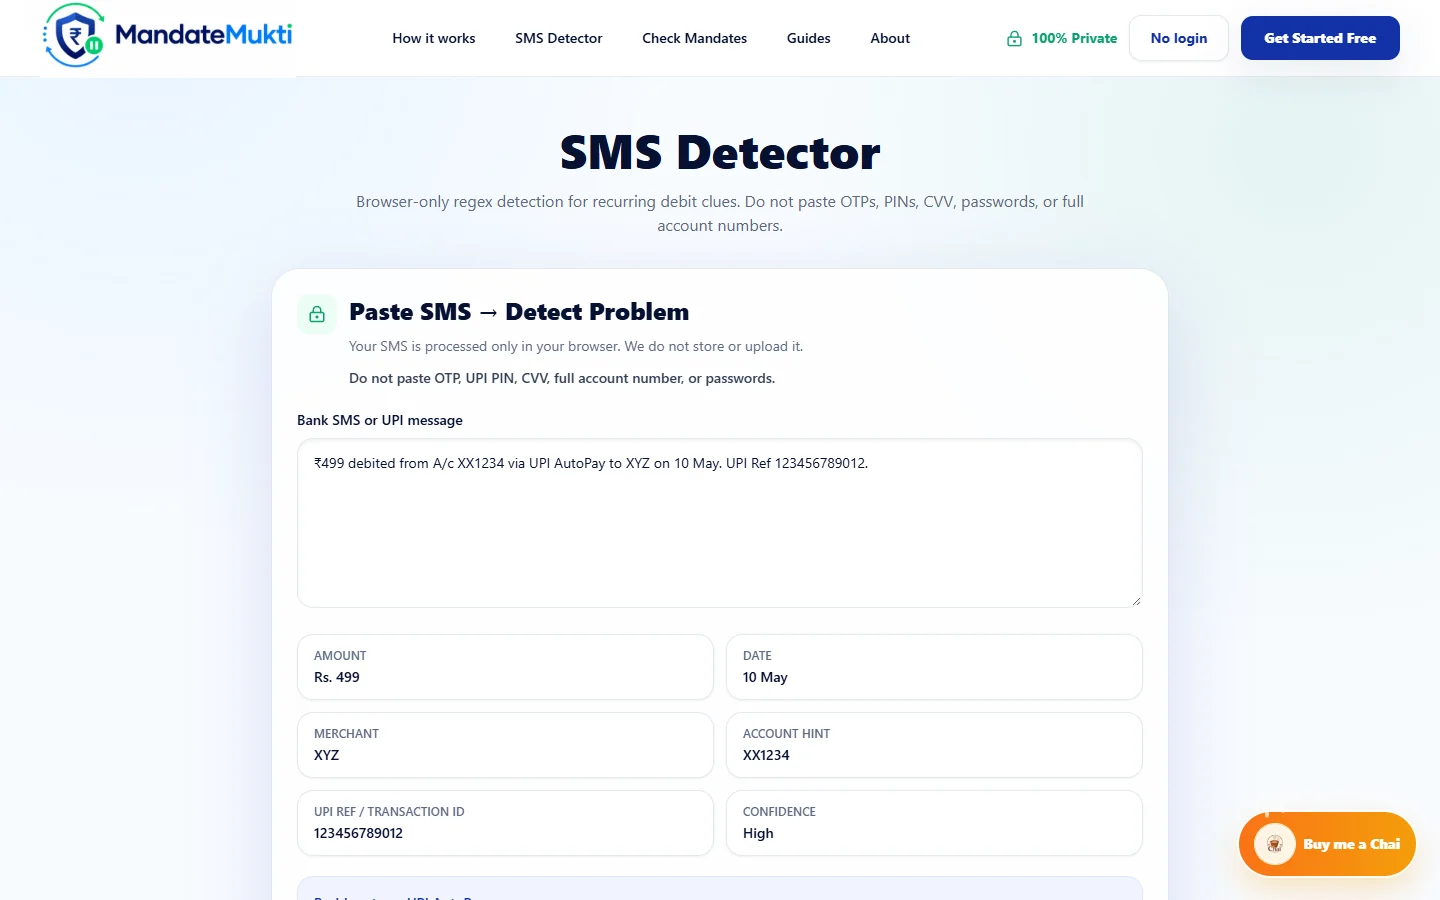 MandateMukti
How it works
SMS Detector
Check Mandates
Guides
About
100% Private
No login
Get Started Free
SMS Detector
Browser-only regex detection for recurring debit clues. Do not paste OTPs, PINs, CVV, passwords, or full
account numbers.
Paste SMS → Detect Problem
Your SMS is processed only in your browser. We do not store or upload it.
Do not paste OTP, UPI PIN, CVV, full account number, or passwords.
Bank SMS or UPI message
₹499 debited from A/c XX1234 via UPI AutoPay to XYZ on 10 May. UPI Ref 123456789012.
AMOUNT
Rs. 499
DATE
10 May
MERCHANT
XYZ
ACCOUNT HINT
XX1234
UPI REF / TRANSACTION ID
123456789012
CONFIDENCE
High
Buy me a Chai